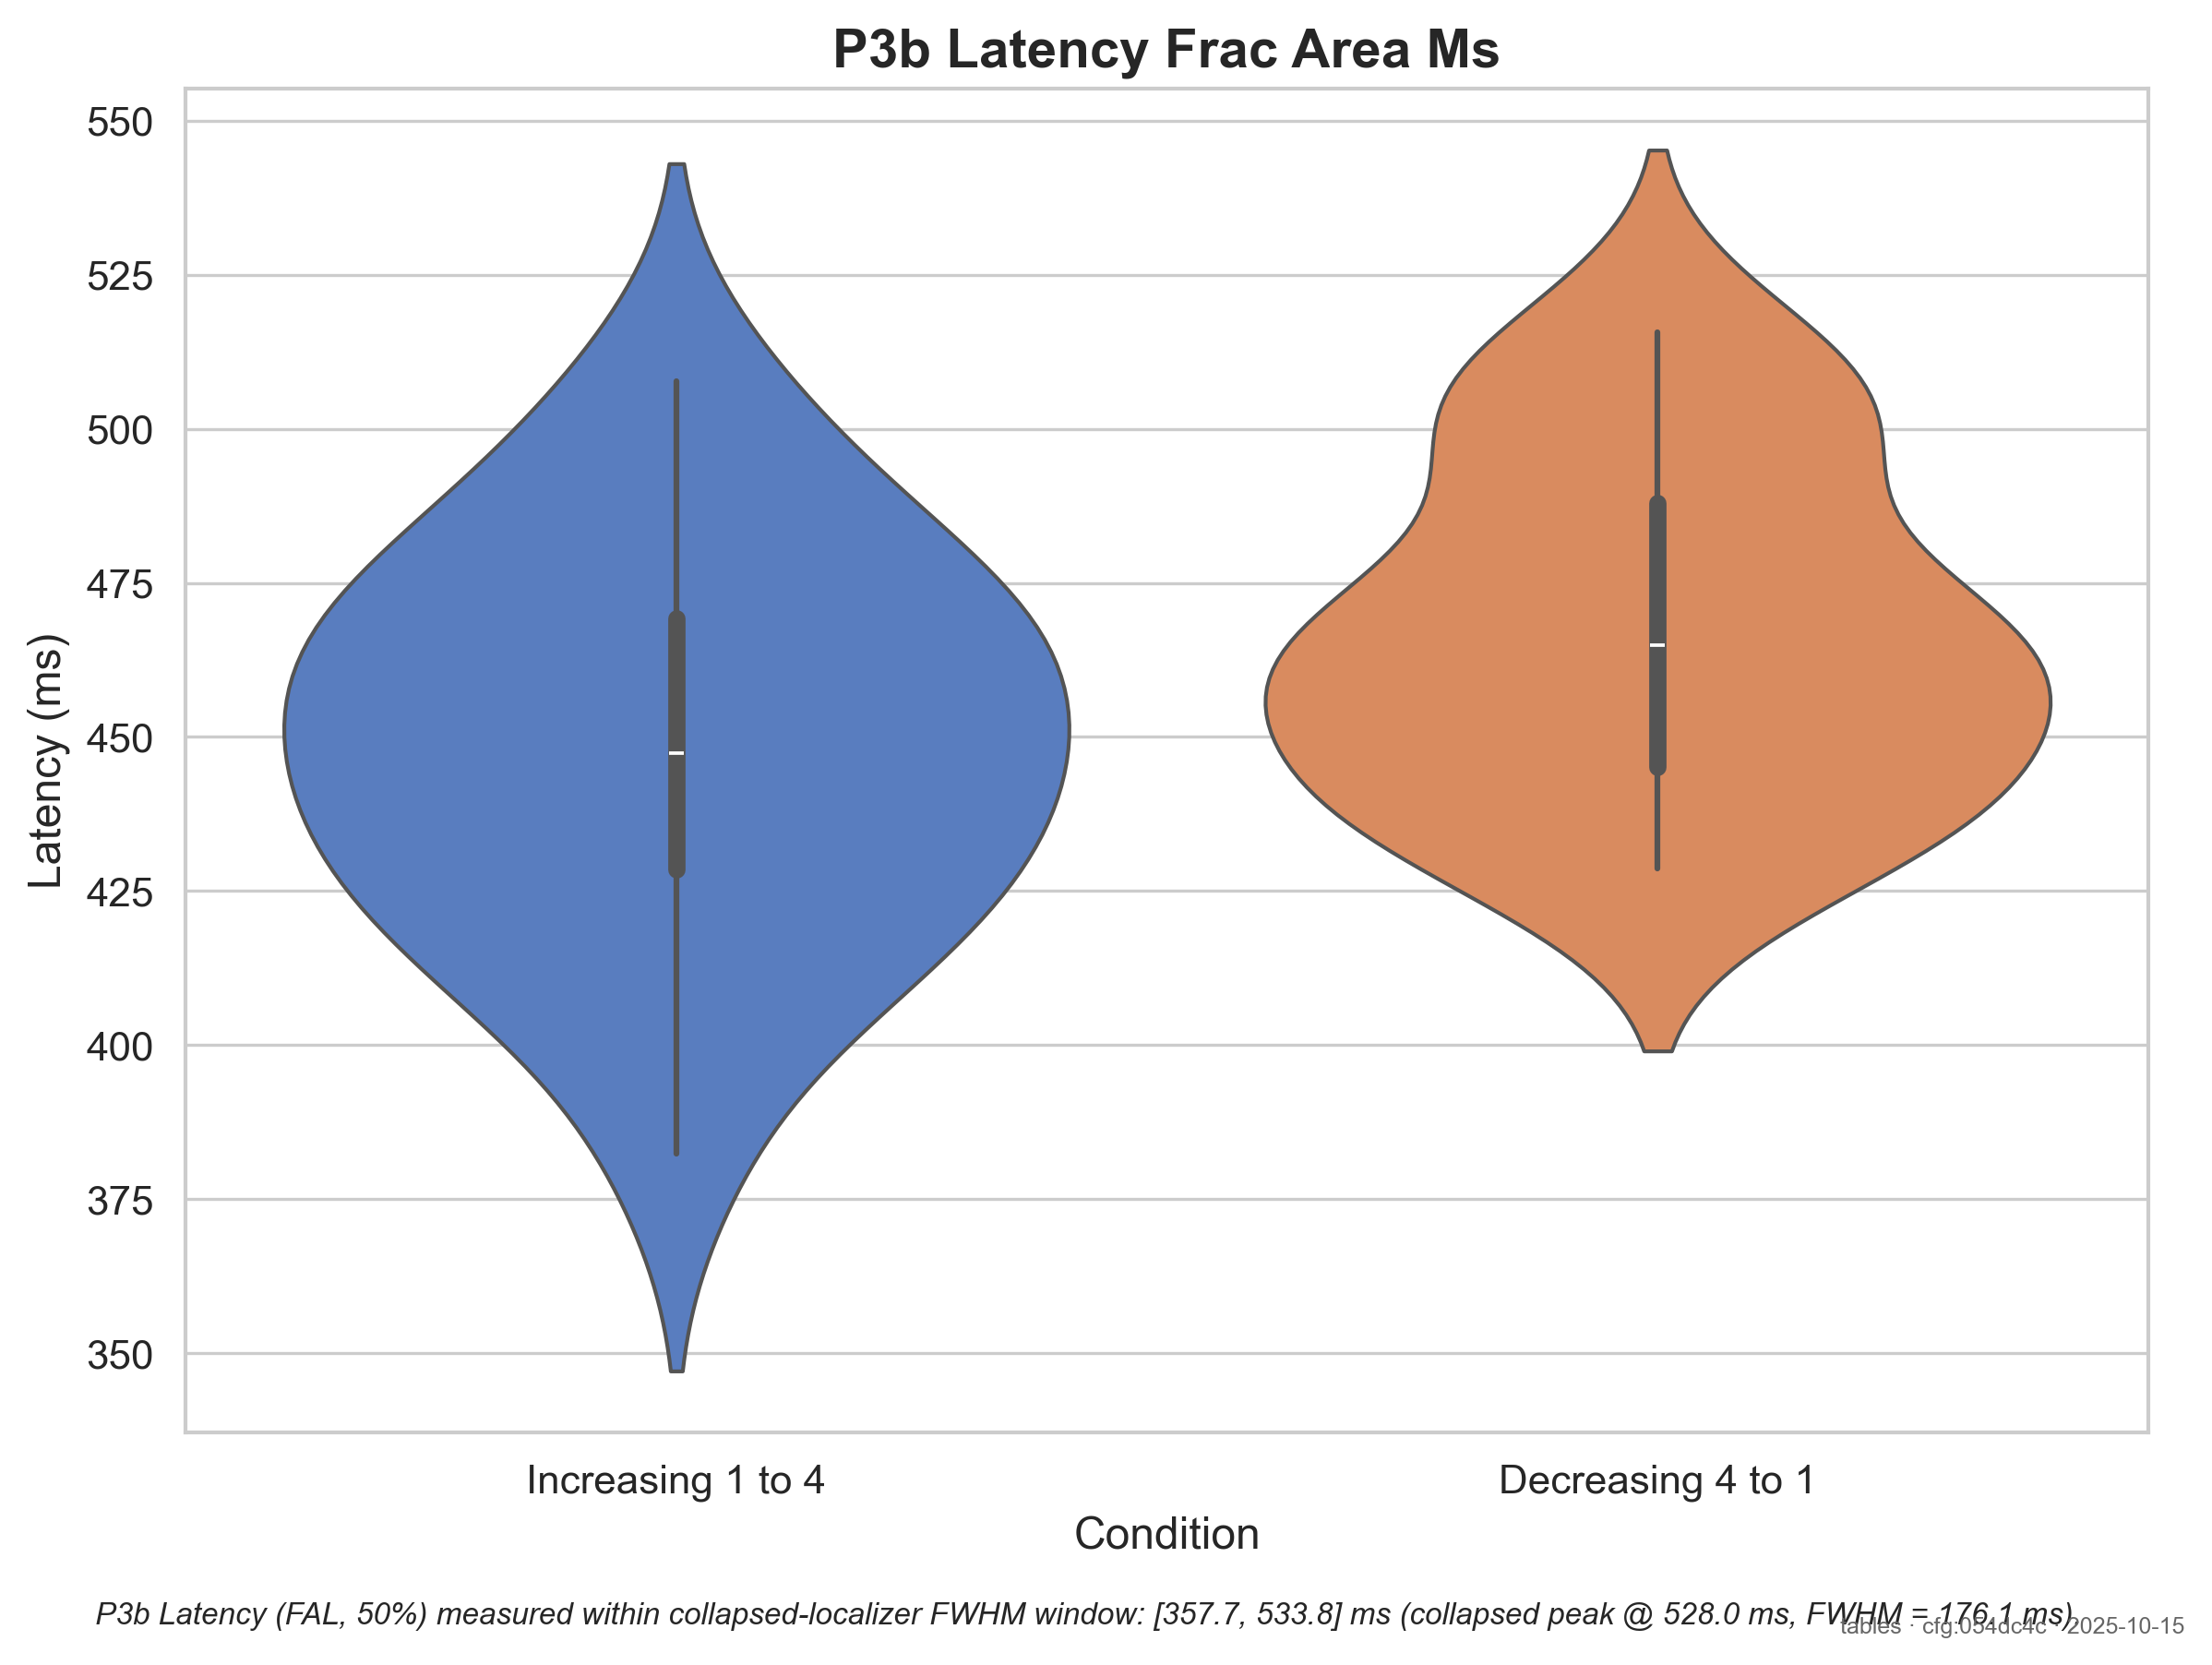 P3b Latency Frac Area Ms
550
525
500
475
450
425
400
375
350
Latency (ms)
Increasing 1 to 4
Decreasing 4 to 1
Condition
P3b Latency (FAL, 50%) measured within collapsed-localizer FWHM window: [357.7, 533.8] ms (collapsed peak @ 528.0 ms, FWHM = 176.1 ms)
tables · cfg:054dc4c · 2025-10-15